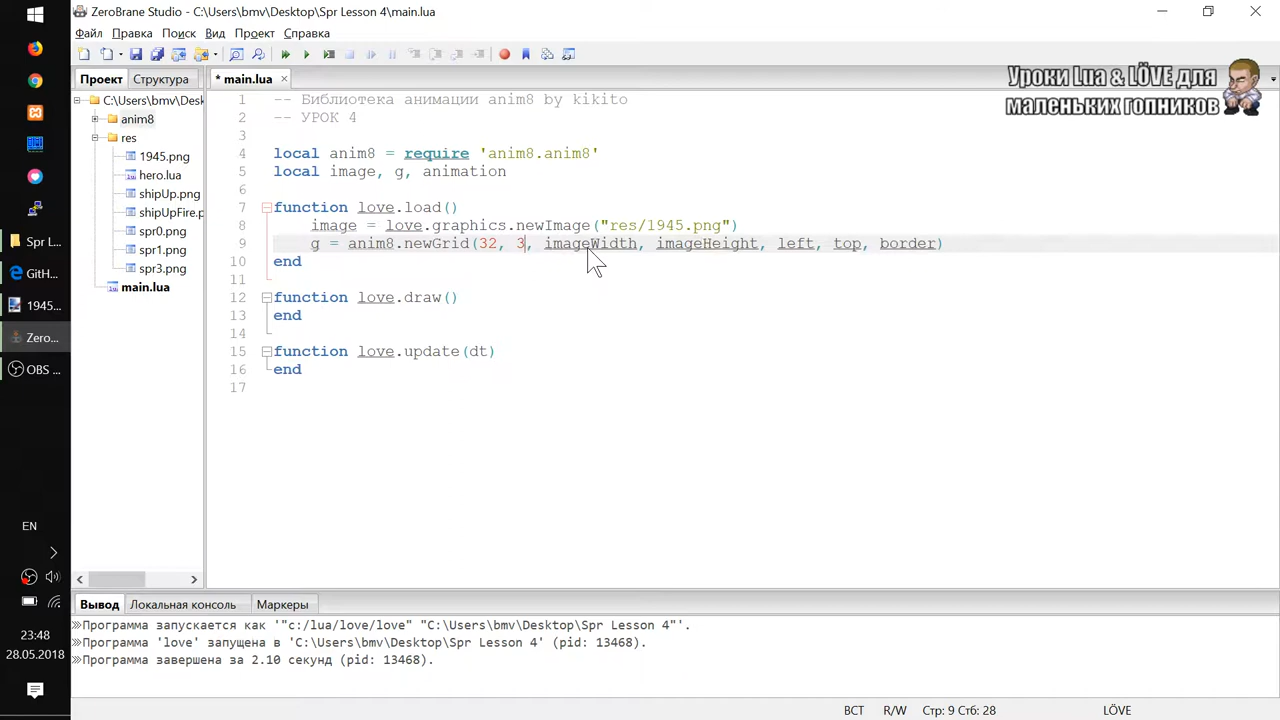 ZeroBrane Studio - C:\Users\bmv\Desktop\Spr Lesson 4\main.lua
Файл Правка Поиск Вид Проект Справка
Уроки Lua & LÖVE для
маленьких гопников
Проект Структура
* main.lua
C:\Users\bmv\Desk
anim8
res
1945.png
hero.lua
shipUp.png
shipUpFire.p
spr0.png
spr1.png
spr3.png
main.lua
1 -- Библиотека анимации anim8 by kikito
2 -- УРОК 4
3
4 local anim8 = require 'anim8.anim8'
5 local image, g, animation
6
7 function love.load()
8 image = love.graphics.newImage("res/1945.png")
9 g = anim8.newGrid(32, 3, imageWidth, imageHeight, left, top, border)
10 end
11
12 function love.draw()
13 end
14
15 function love.update(dt)
16 end
17
Spr L...
GitH...
1945...
Zero...
OBS ...
EN
23:48
28.05.2018
Вывод Локальная консоль Маркеры
Программа запускается как '"c:/lua/love/love" "C:\Users\bmv\Desktop\Spr Lesson 4"'.
Программа 'love' запущена в 'C:\Users\bmv\Desktop\Spr Lesson 4' (pid: 13468).
Программа завершена за 2.10 секунд (pid: 13468).
ВСТ R/W Стр: 9 Стб: 28 LÖVE